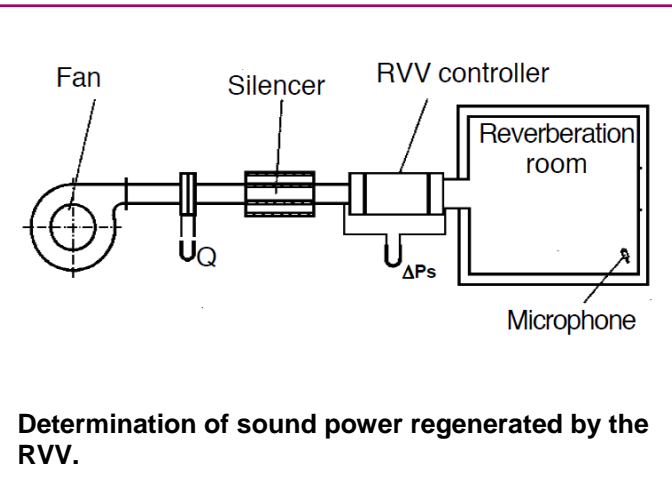 Fan
Silencer
RVV controller
Reverberation
room
Q
ΔPs
Microphone
Determination of sound power regenerated by the
RVV.